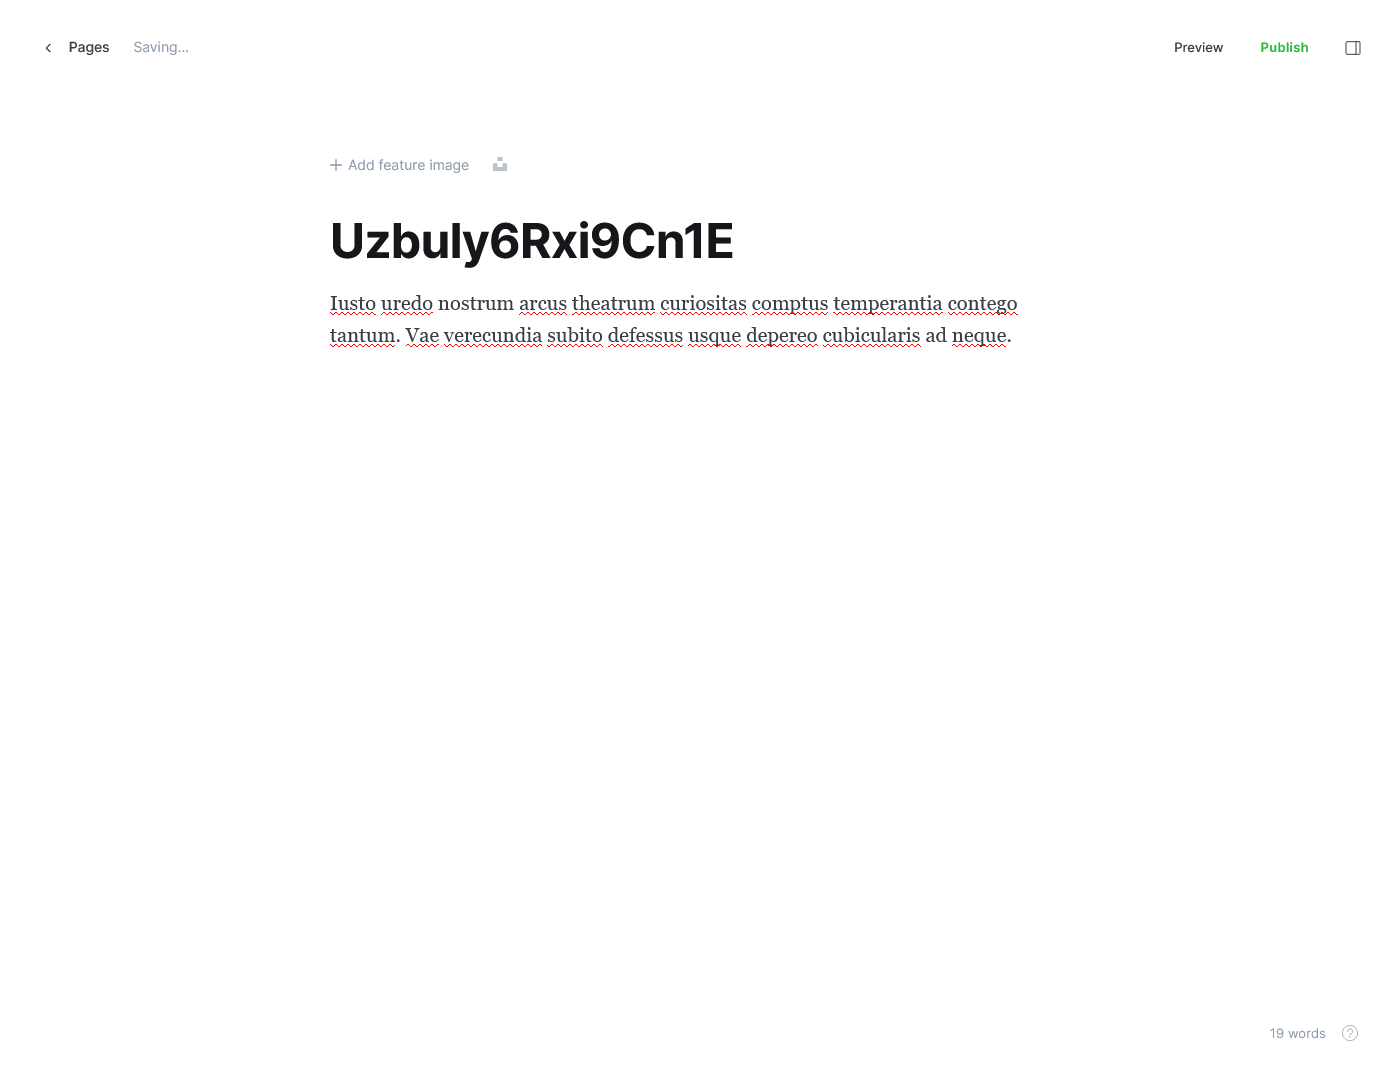 Pages
Saving...
Preview
Publish
Add feature image
Uzbuly6Rxi9Cn1E
Iusto uredo nostrum arcus theatrum curiositas comptus temperantia contego
tantum. Vae verecundia subito defessus usque depereo cubicularis ad neque.
19 words